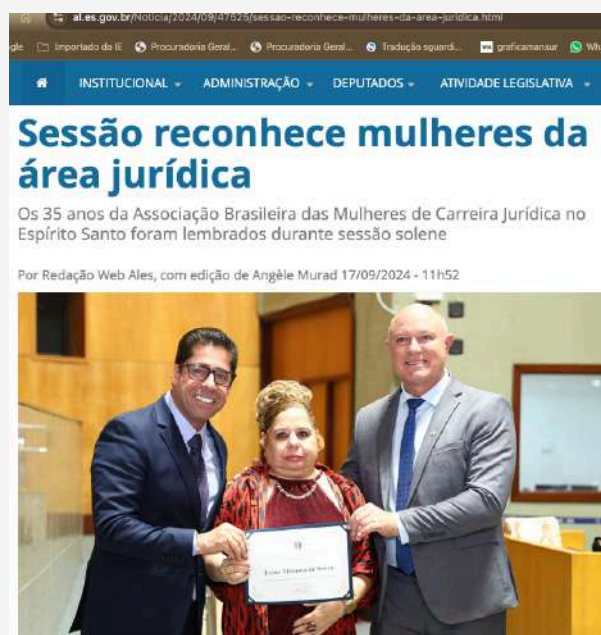 al.es.gov.br/Noticia/2024/09/47625/sessao-reconhece-mulheres-da-area-juridica.html
Importado do IE Procuradoria Geral... Procuradoria Geral... Tradução sguardi... graficamansur
INSTITUCIONAL ADMINISTRAÇÃO DEPUTADOS ATIVIDADE LEGISLATIVA
Sessão reconhece mulheres da
área jurídica
Os 35 anos da Associação Brasileira das Mulheres de Carreira Jurídica no
Espírito Santo foram lembrados durante sessão solene
Por Redação Web Ales, com edição de Angèle Murad 17/09/2024 - 11h52